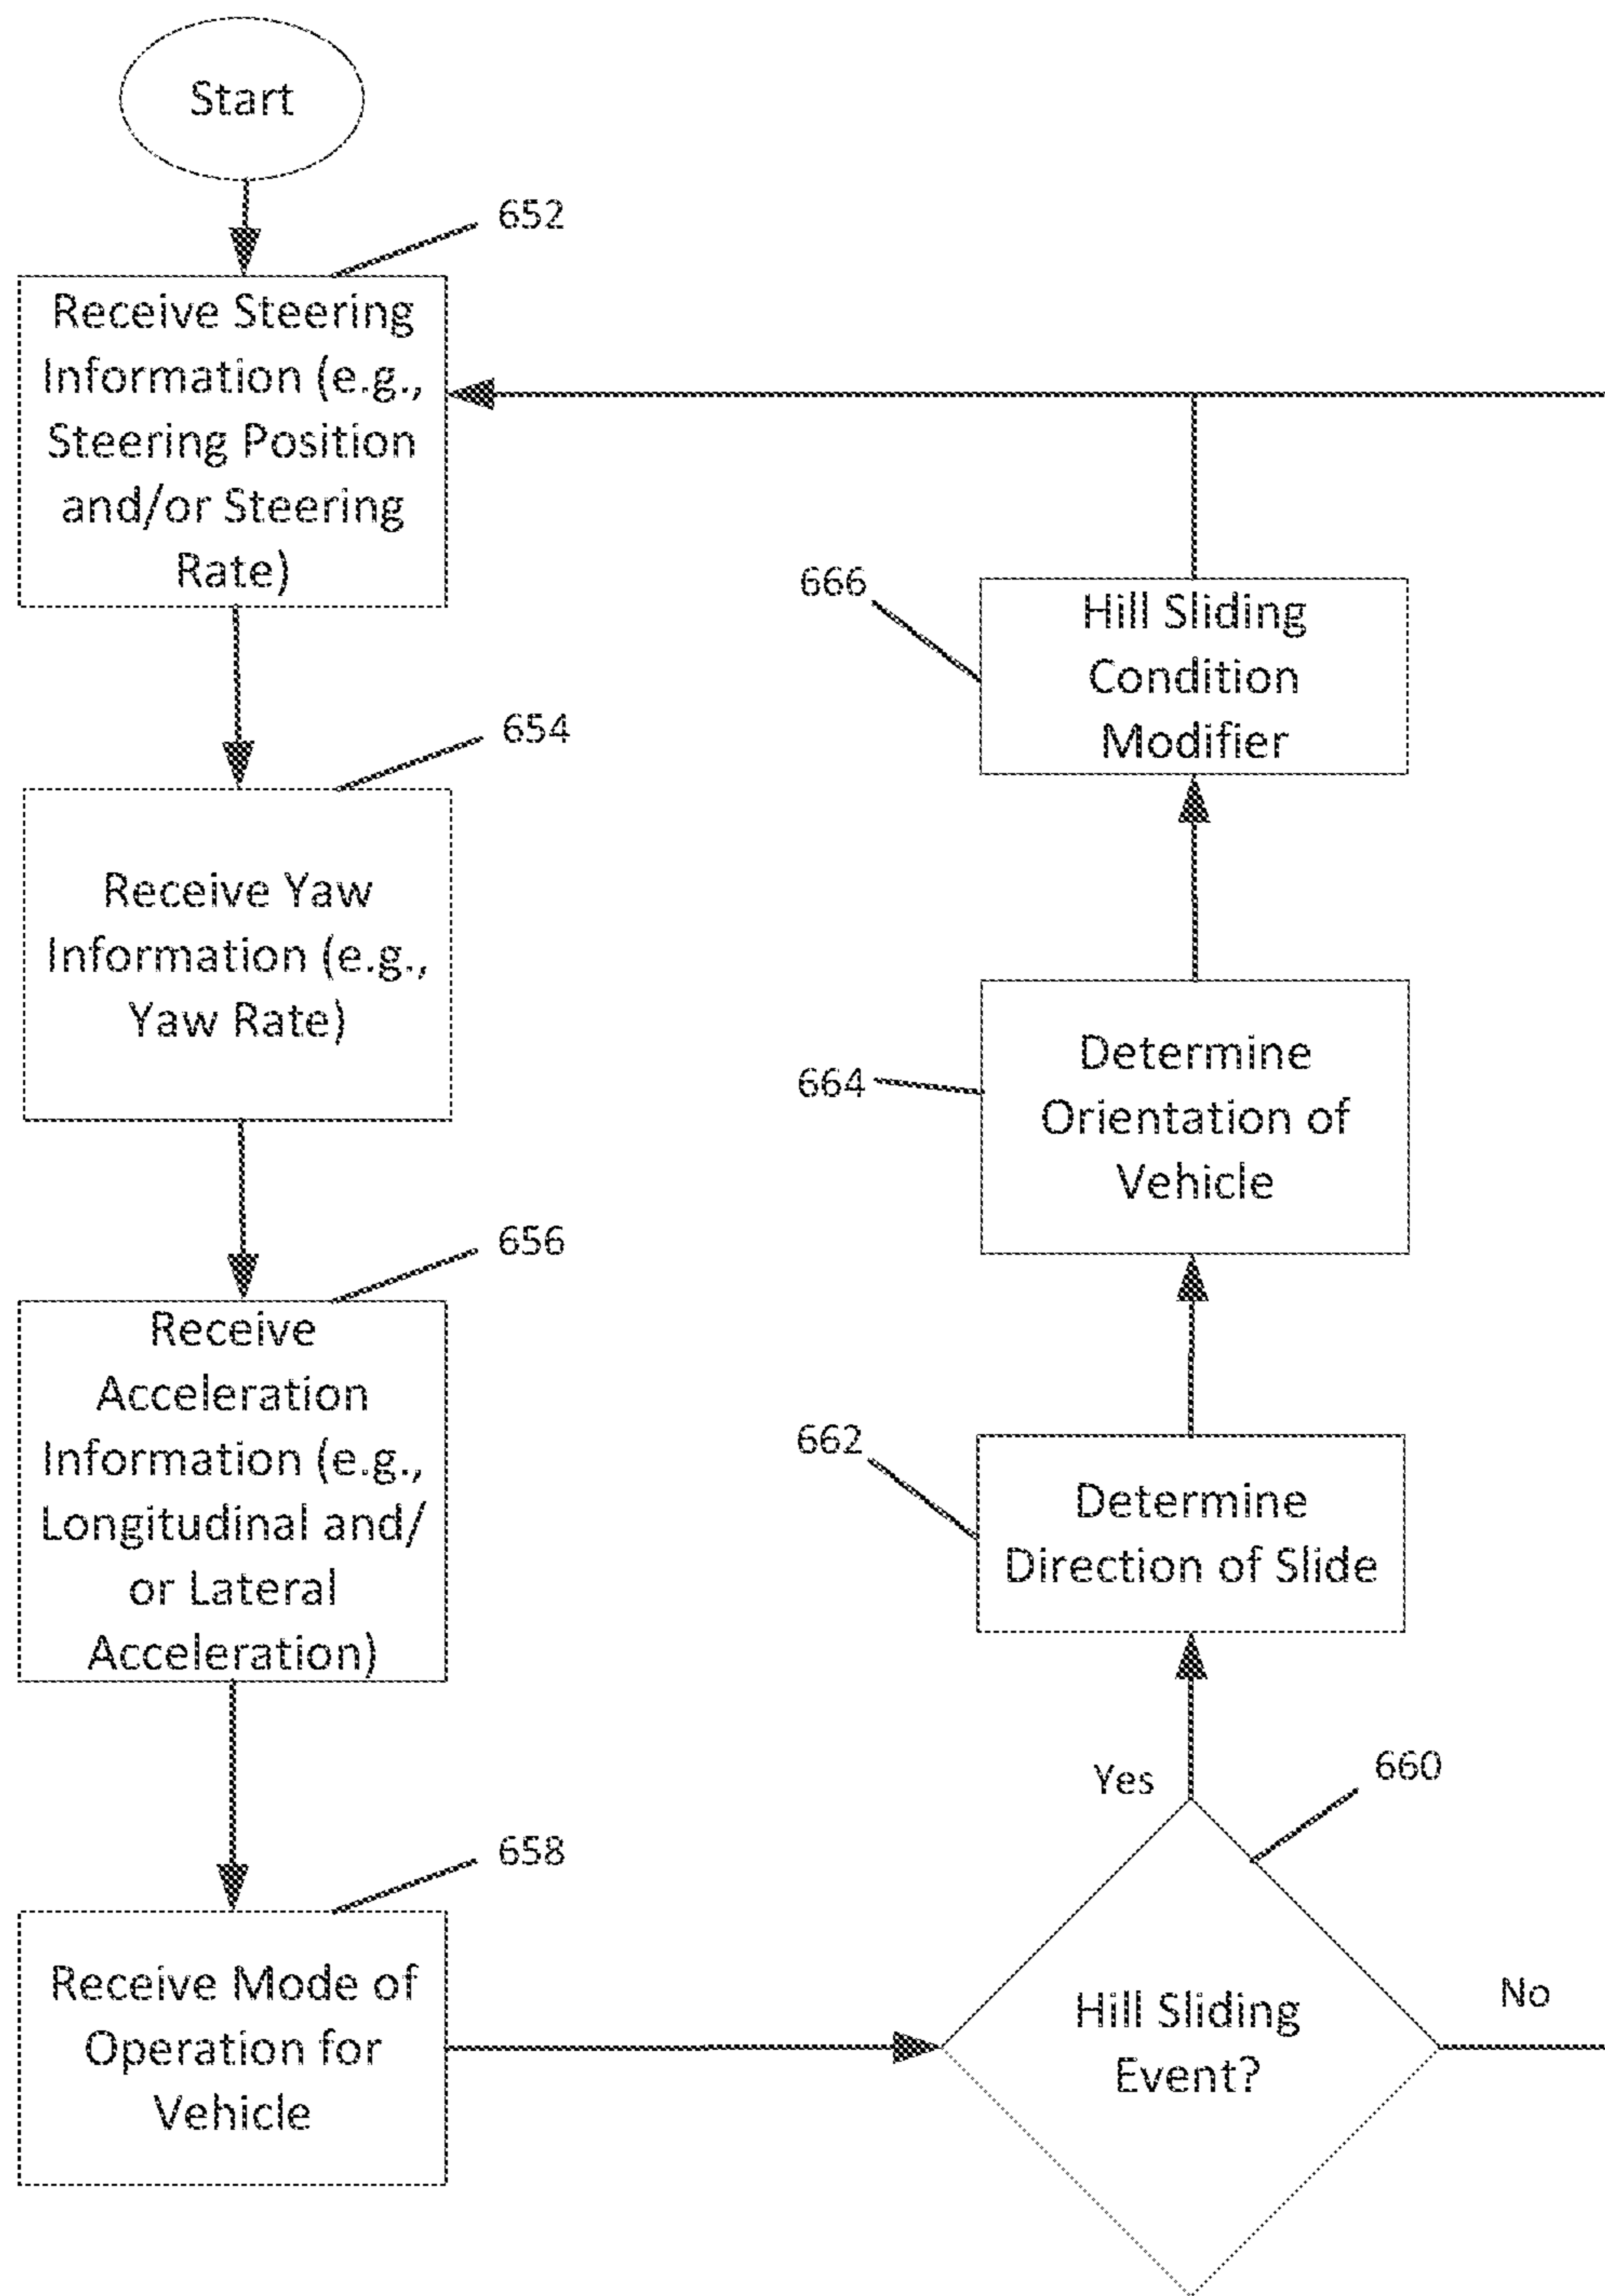 Start
652
Receive Steering
Information (e.g.,
Steering Position
and/or Steering
Rate)
654
Receive Yaw
Information (e.g.,
Yaw Rate)
656
Receive
Acceleration
Information (e.g.,
Longitudinal and/
or Lateral
Acceleration)
658
Receive Mode of
Operation for
Vehicle
660
Hill Sliding
Event?
Yes
No
662
Determine
Direction of Slide
664
Determine
Orientation of
Vehicle
666
Hill Sliding
Condition
Modifier